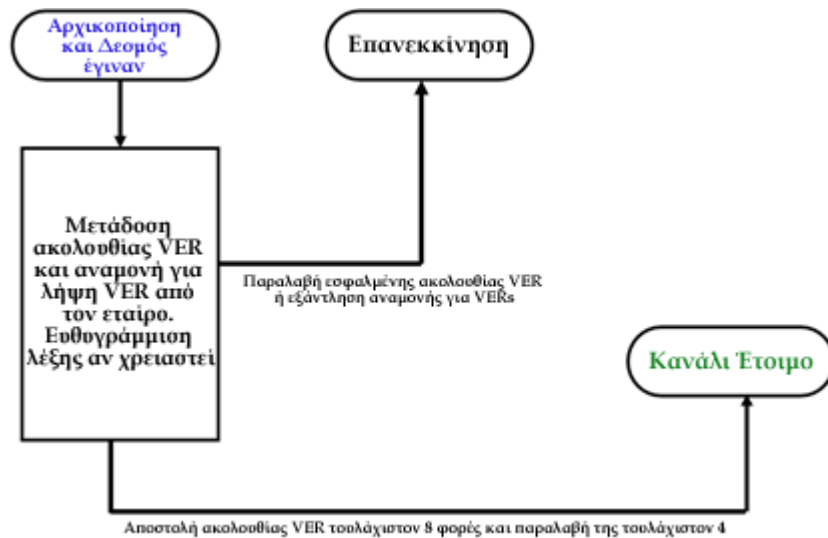 Αρχικοποίηση
και Δεσμός
έγιναν
Επανεκκίνηση
Μετάδοση
ακολουθίας VER
και αναμονή για
λήψη VER από
τον εταίρο.
Ευθυγράμμιση
λέξης αν χρειαστεί
Παραλαβή εσφαλμένης ακολουθίας VER
ή εξάντληση αναμονής για VERs
Κανάλι Έτοιμο
Αποστολή ακολουθίας VER τουλάχιστον 8 φορές και παραλαβή της τουλάχιστον 4